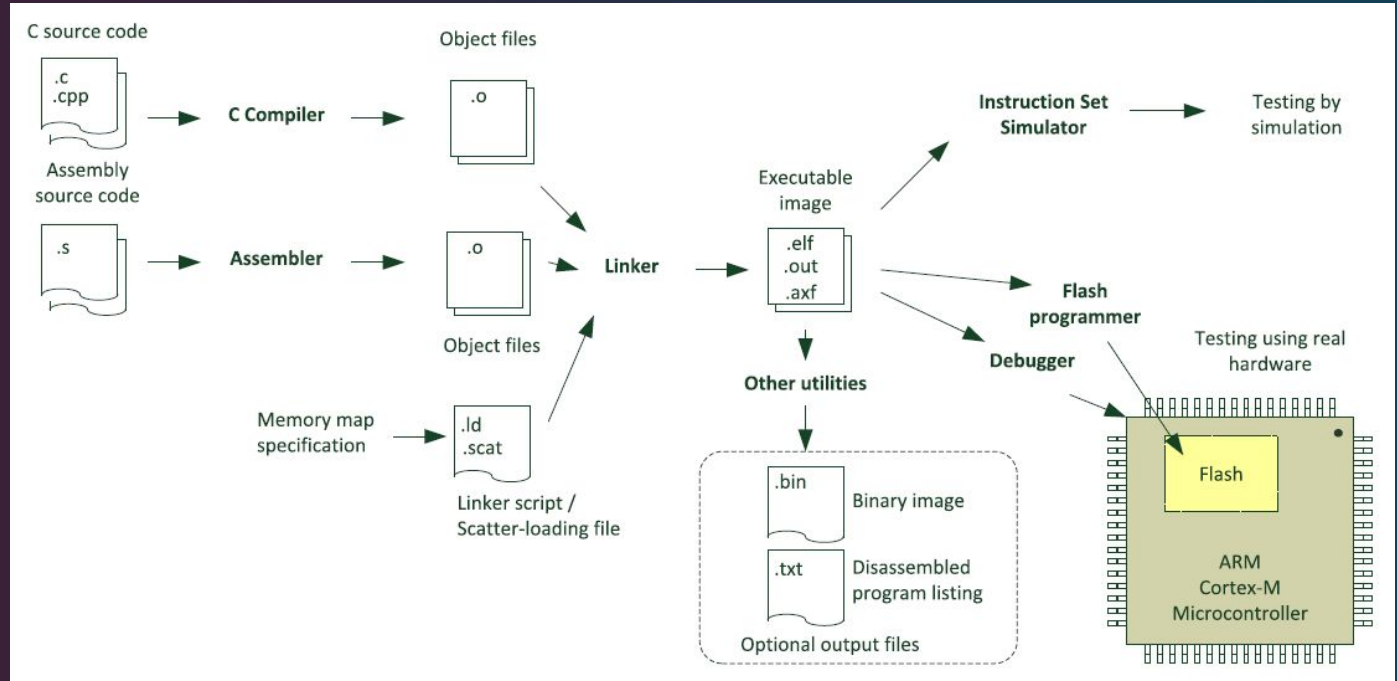 C source code
.c
.cpp
C Compiler
Object files
.o
Assembly
source code
.s
Assembler
.o
Object files
Linker
Memory map
specification
.ld
.scat
Linker script /
Scatter-loading file
Executable
image
.elf
.out
.axf
Instruction Set
Simulator
Testing by
simulation
Flash
programmer
Debugger
Testing using real
hardware
Other utilities
.bin
Binary image
.txt
Disassembled
program listing
Optional output files
Flash
ARM
Cortex-M
Microcontroller